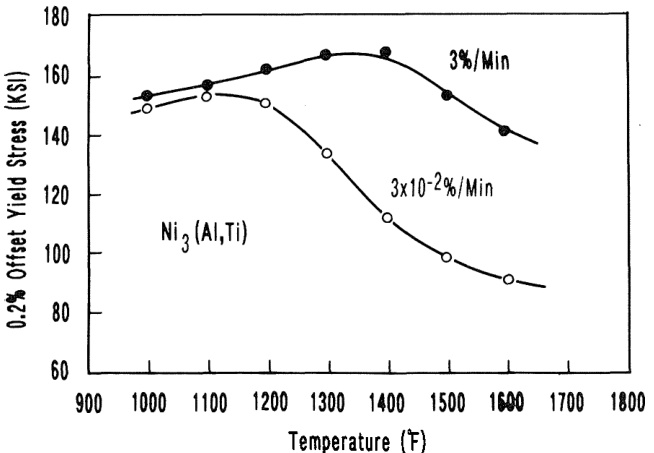 180
160
140
120
100
80
60
0.2% Offset Yield Stress (KSI)
3%/Min
3x10⁻²%/Min
Ni₃(Al,Ti)
900 1000 1100 1200 1300 1400 1500 1600 1700 1800
Temperature (°F)